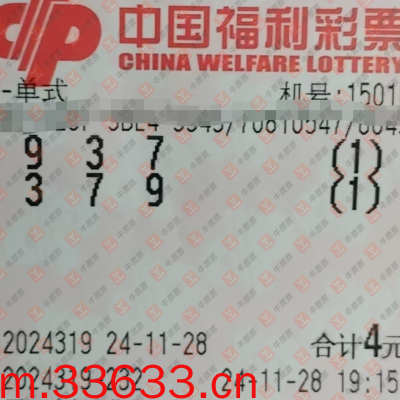 中国福利彩票
CHINA WELFARE LOTTERY
-单式 机号:1501
9 3 7 (1)
3 7 9 (1)
2024319 24-11-28 合计4元
24-11-28 19:15
m.33633.cn